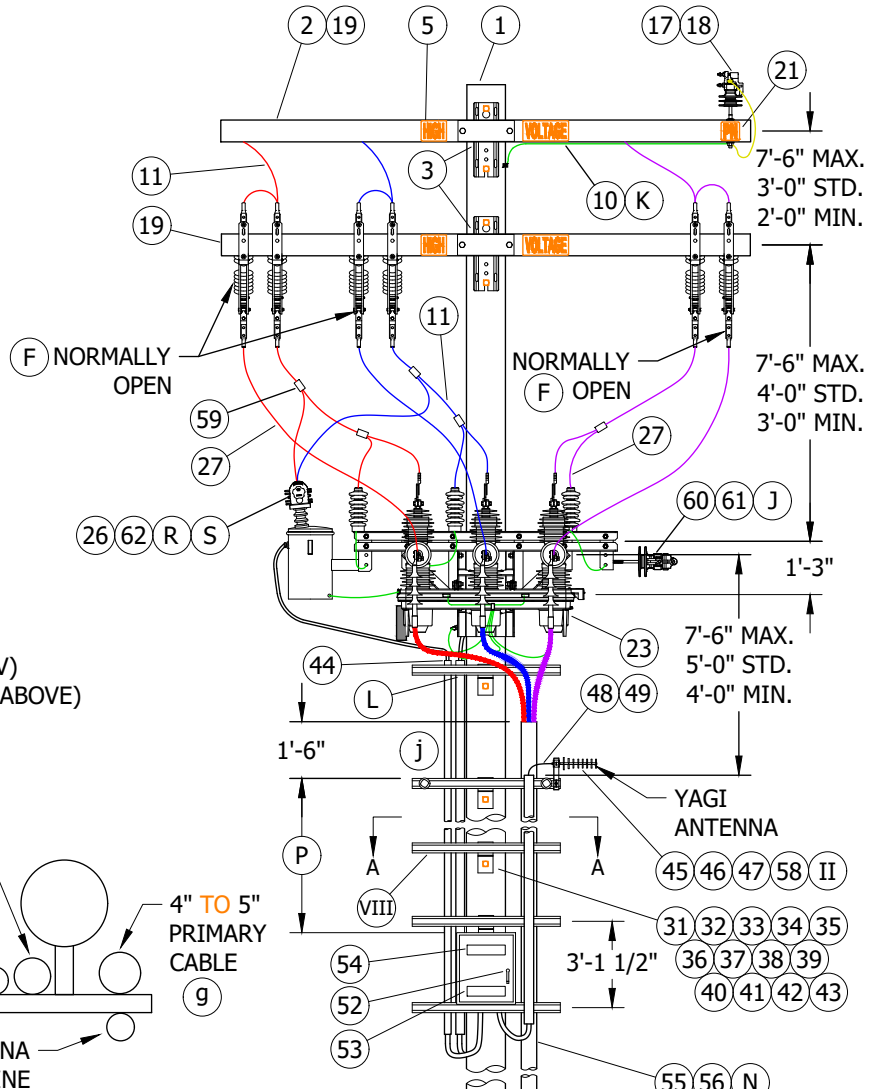 2 19
5
1
17 18
21
HIGH VOLTAGE
7'-6" MAX.
3'-0" STD.
2'-0" MIN.
11
3
10 K
19
HIGH VOLTAGE
F NORMALLY
OPEN
11
NORMALLY
F OPEN
7'-6" MAX.
4'-0" STD.
3'-0" MIN.
59
27
27
26 62 R S
60 61 J
1'-3"
23
7'-6" MAX.
5'-0" STD.
4'-0" MIN.
V)
ABOVE)
44
L
48 49
1'-6"
j
YAGI
ANTENNA
P
A
A
45 46 47 58 II
VIII
4" TO 5"
PRIMARY
CABLE
g
31 32 33 34 35
36 37 38 39
40 41 42 43
54
3'-1 1/2"
52
53
NA
INE
55 56 N